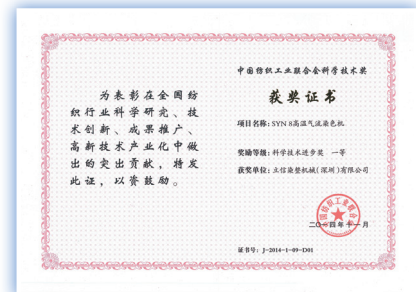 为表彰在全国纺
织行业科学研究、技
术创新、成果推广、
高新技术产业化中做
出的突出贡献，特发
此证，以资鼓励。
中国纺织工业联合会科学技术奖
获奖证书
项目名称：SYN 8高温气流染色机
奖励等级：科学技术进步奖 一等
获奖单位：立信染整机械（深圳）有限公司
二〇一四年十一月
证书号：J-2014-1-09-D01